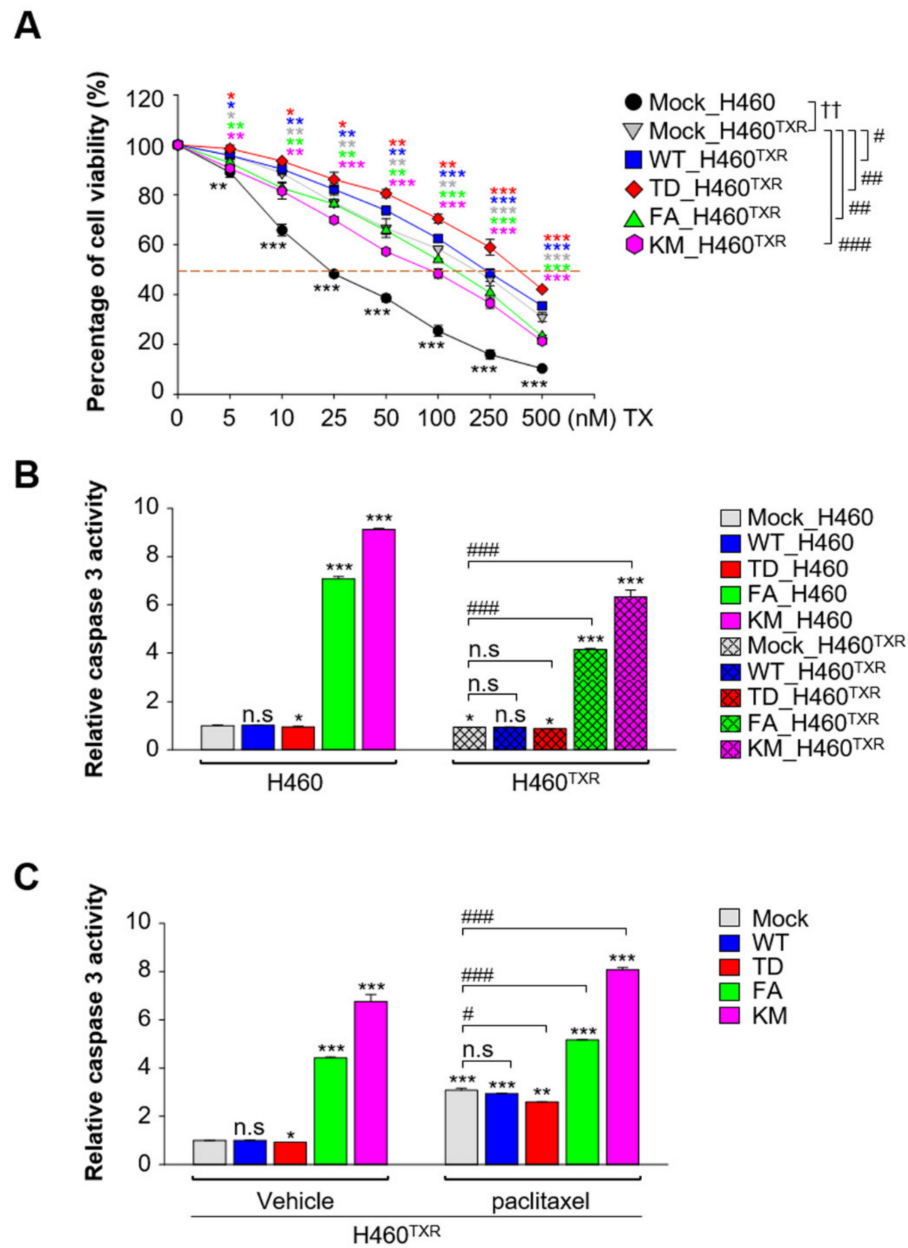 A
Percentage of cell viability (%)
120
100
80
60
40
20
0
0 5 10 25 50 100 250 500 (nM) TX
* * * ** **
* ** ** ** **
* ** ** ** ***
** ** ** ** ***
** *** *** *** ***
*** *** *** *** ***
*** *** *** *** ***
**
***
***
***
***
***
***
Mock_H460
Mock_H460TXR
WT_H460TXR
TD_H460TXR
FA_H460TXR
KM_H460TXR
††
#
##
##
###
B
Relative caspase 3 activity
10
8
6
4
2
0
n.s * *** ***
* n.s * *** ***
n.s
n.s
###
###
H460 H460TXR
Mock_H460
WT_H460
TD_H460
FA_H460
KM_H460
Mock_H460TXR
WT_H460TXR
TD_H460TXR
FA_H460TXR
KM_H460TXR
C
Relative caspase 3 activity
10
8
6
4
2
0
n.s * *** ***
*** *** ** *** ***
n.s
#
###
###
Vehicle paclitaxel
H460TXR
Mock
WT
TD
FA
KM